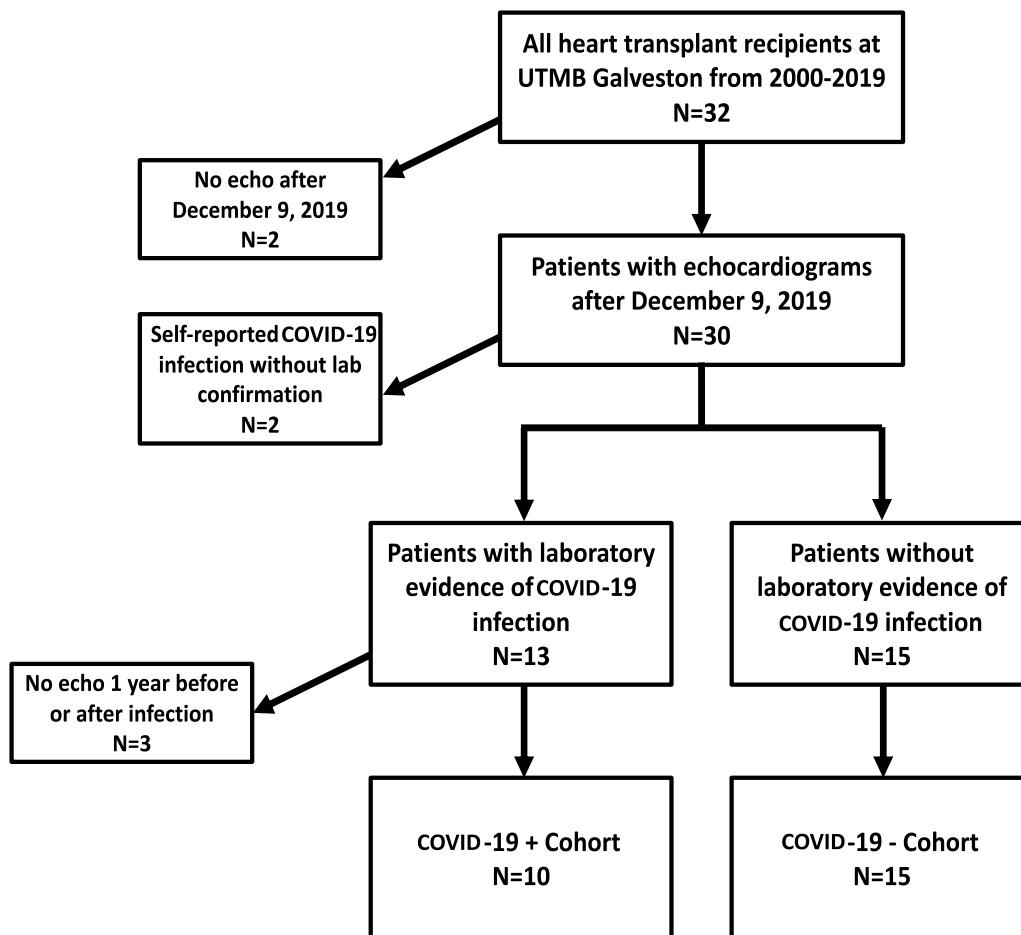 All heart transplant recipients at
UTMB Galveston from 2000-2019
N=32
No echo after
December 9, 2019
N=2
Patients with echocardiograms
after December 9, 2019
N=30
Self-reported COVID-19
infection without lab
confirmation
N=2
Patients with laboratory
evidence of COVID-19
infection
N=13
Patients without
laboratory evidence of
COVID-19 infection
N=15
No echo 1 year before
or after infection
N=3
COVID-19 + Cohort
N=10
COVID-19 - Cohort
N=15